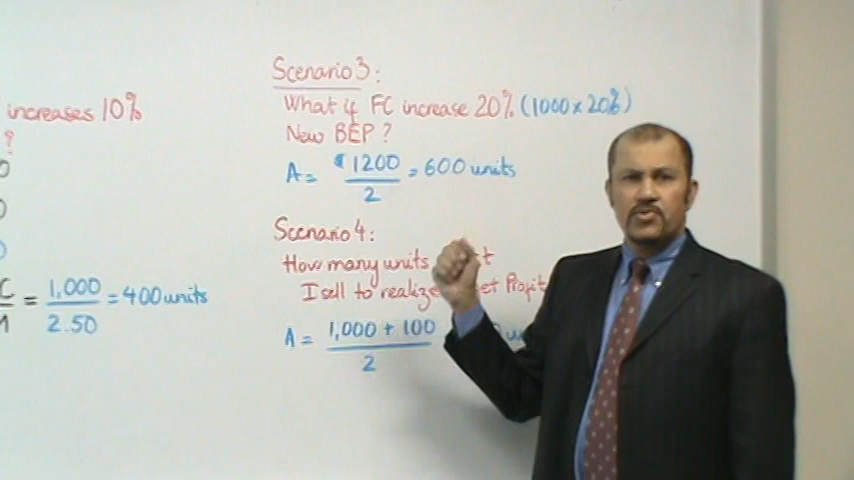 increases 10%
?
0
0
0
C/M = 1,000/2.50 = 400 units
Scenario 3:
What if FC increase 20% (1000 x 20%)
New BEP?
A = 1200/2 = 600 units
Scenario 4:
How many units
I sell to realize Profit
A = 1,000 + 100/2